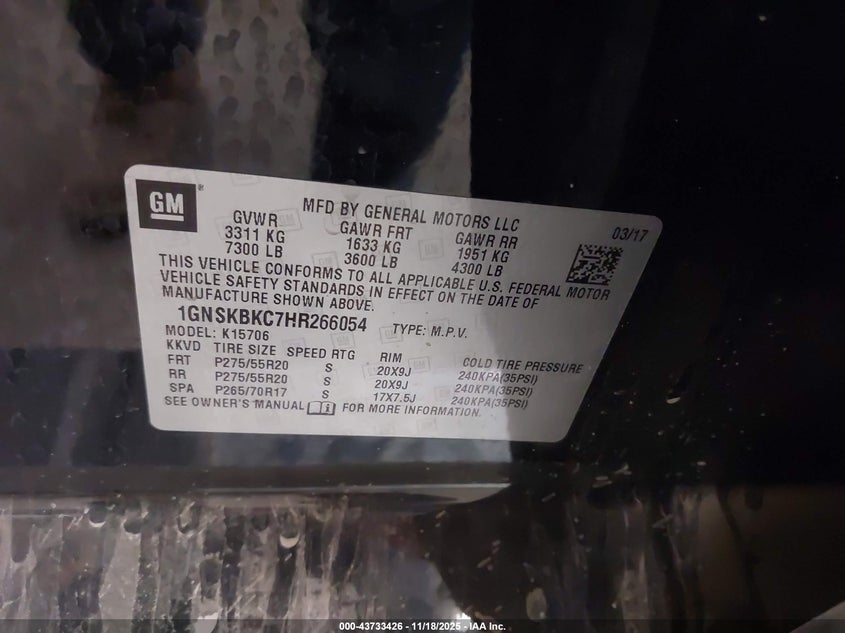 GM ®
MFD BY GENERAL MOTORS LLC
03/17
GVWR GAWR FRT GAWR RR
3311 KG 1633 KG 1951 KG
7300 LB 3600 LB 4300 LB
THIS VEHICLE CONFORMS TO ALL APPLICABLE U.S. FEDERAL MOTOR
VEHICLE SAFETY STANDARDS IN EFFECT ON THE DATE OF
MANUFACTURE SHOWN ABOVE.
1GNSKBKC7HR266054 TYPE: M.P.V.
MODEL: K15706
KKVD TIRE SIZE SPEED RTG RIM COLD TIRE PRESSURE
FRT P275/55R20 S 20X9J 240KPA(35PSI)
RR P275/55R20 S 20X9J 240KPA(35PSI)
SPA P265/70R17 S 17X7.5J 240KPA(35PSI)
SEE OWNER'S MANUAL FOR MORE INFORMATION.
000-43733426 - 11/18/2025 - IAA Inc.